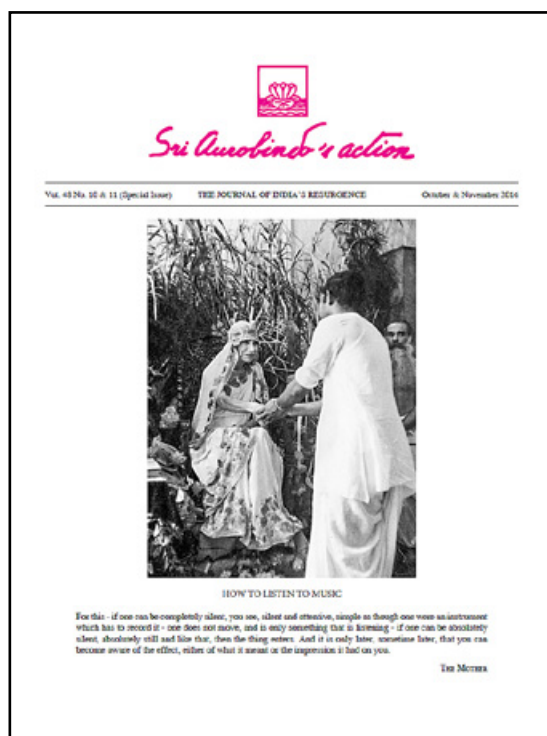 Sri Aurobindo's action
Vol. 48 No. 10 & 11 (Special Issue) THE JOURNAL OF INDIA'S RESURGENCE October & November 2016
HOW TO LISTEN TO MUSIC
For this - if one can be completely silent, you see, silent and attentive, simple as though one were an instrument
which has to record it - one does not move, and is only something that is listening - if one can be absolutely
silent, absolutely still and like that, then the thing enters. And it is only later, sometime later, that you can
become aware of the effect, either of what it meant or the impression it had on you.
THE MOTHER